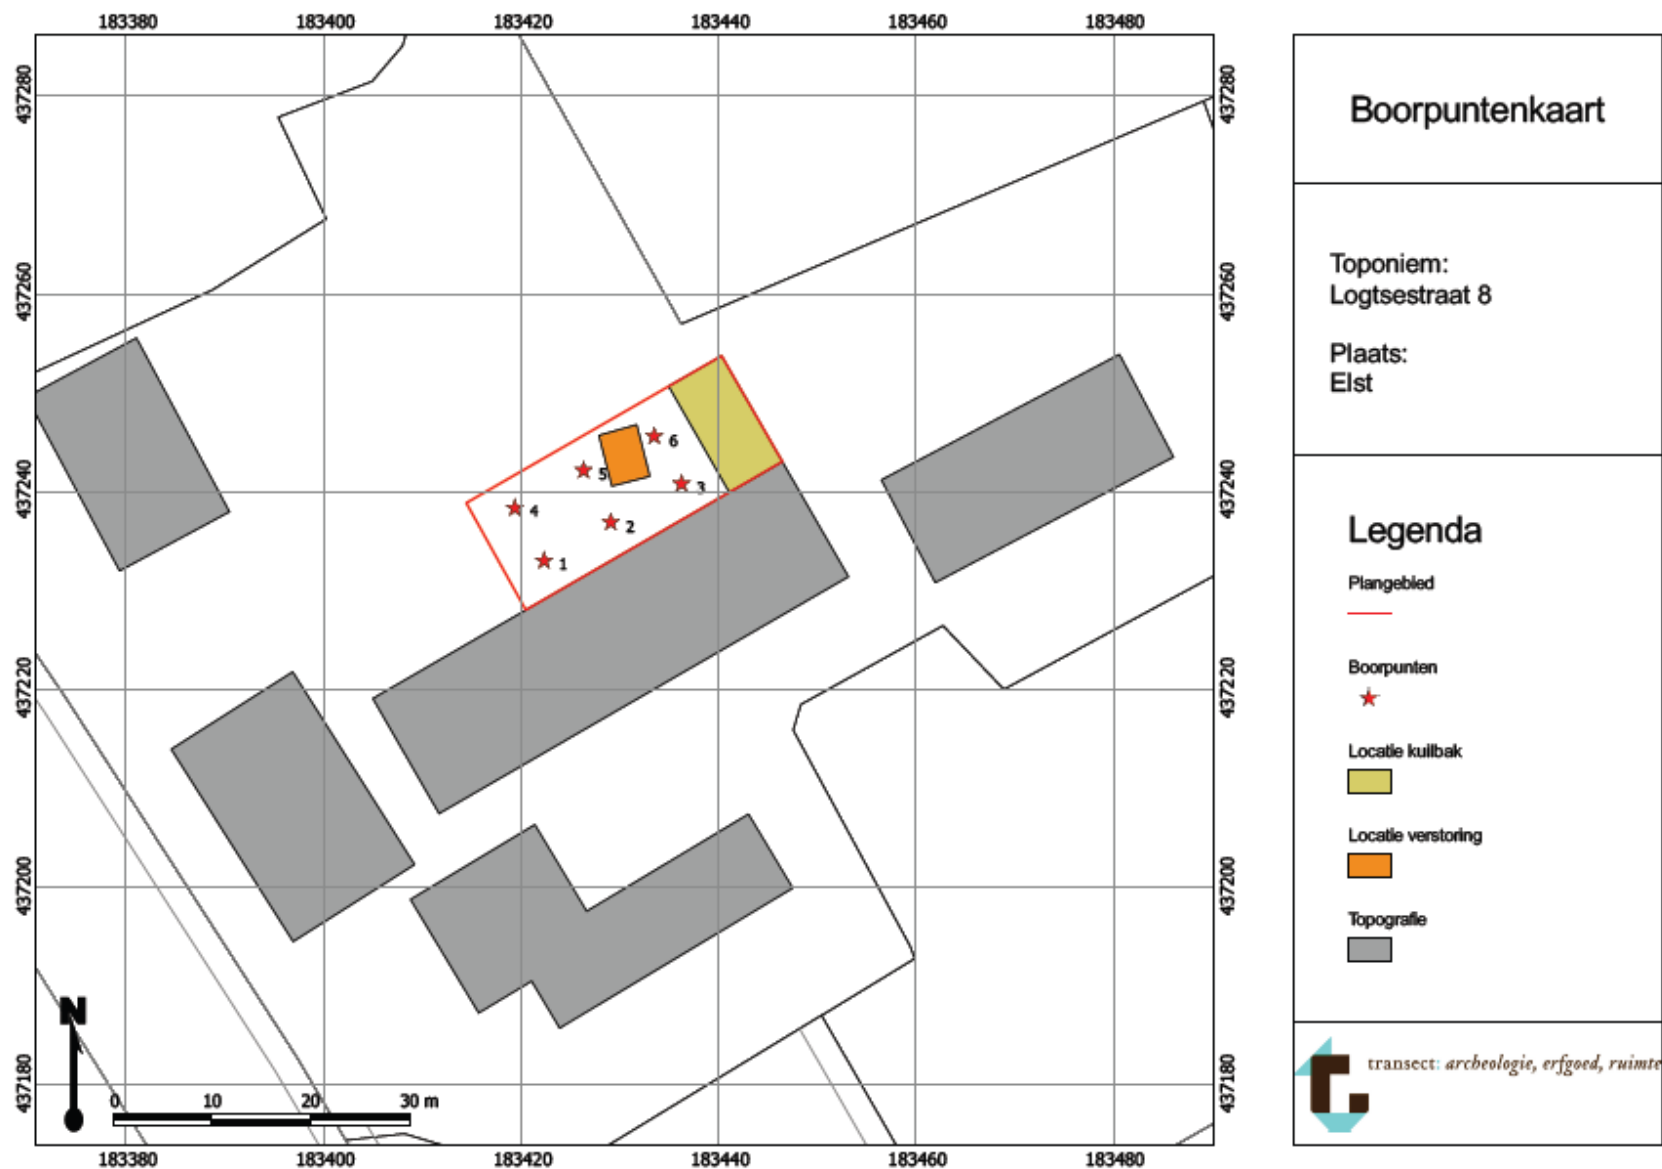 183380 183400 183420 183440 183460 183480
437280 437280
437260 437260
437240 437240
437220 437220
437200 437200
437180 437180
6
5
3
4
2
1
N
0 10 20 30 m
183380 183400 183420 183440 183460 183480
Boorpuntenkaart
Toponiem:
Logtsestraat 8
Plaats:
Elst
Legenda
Plangebied
Boorpunten
Locatie kuilbak
Locatie verstoring
Topografie
transect: archeologie, erfgoed, ruimte